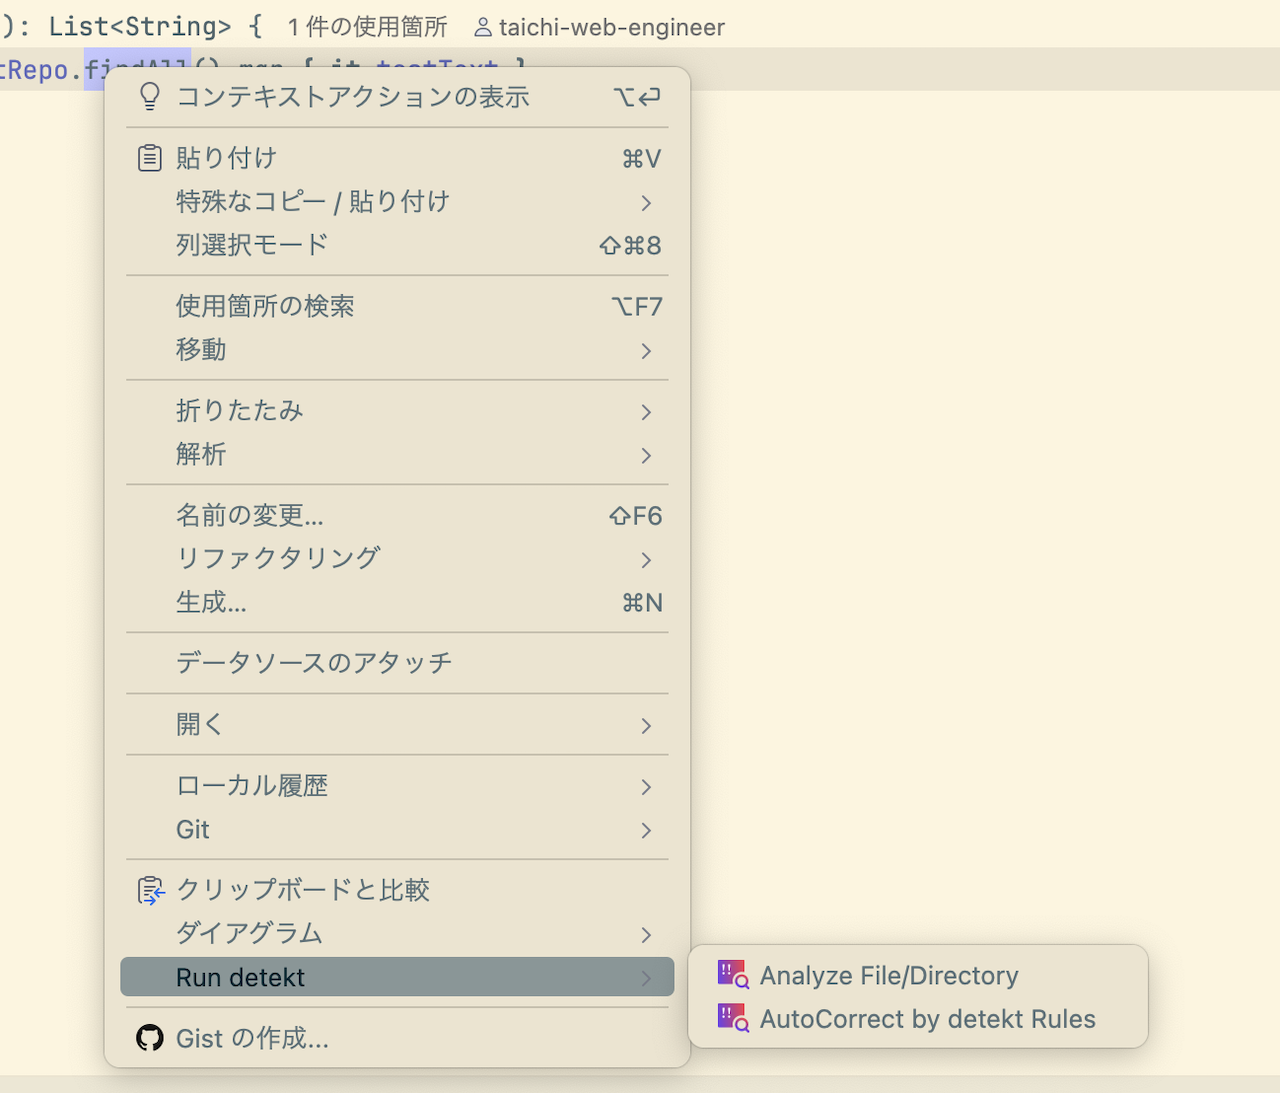 ): List<String> { 1 件の使用箇所 taichi-web-engineer
tRepo.findAll().map { it.testText }
コンテキストアクションの表示 ⌥⏎
貼り付け ⌘V
特殊なコピー / 貼り付け >
列選択モード ⇧⌘8
使用箇所の検索 ⌥F7
移動 >
折りたたみ >
解析 >
名前の変更... ⇧F6
リファクタリング >
生成... ⌘N
データソースのアタッチ
開く >
ローカル履歴 >
Git >
クリップボードと比較
ダイアグラム >
Run detekt >
Analyze File/Directory
AutoCorrect by detekt Rules
Gist の作成...